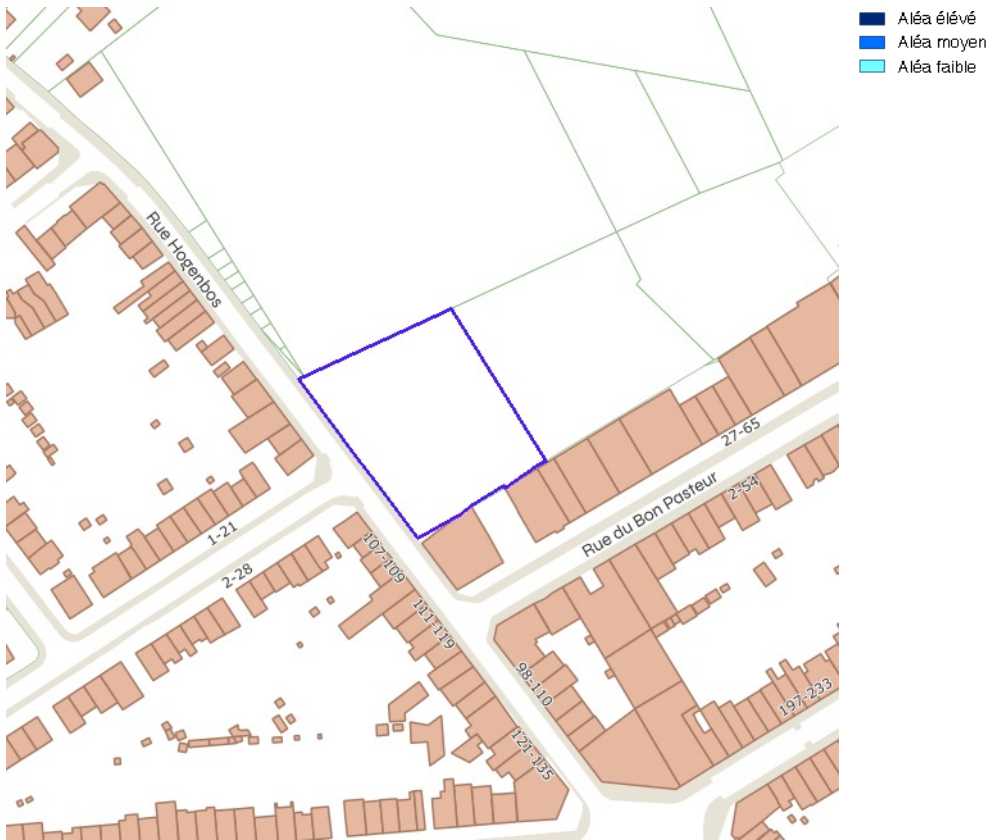 Aléa élévé
Aléa moyen
Aléa faible
Rue Hogenbos
27-65
2-54
Rue du Bon Pasteur
1-21
2-28
107-109
111-119
98-110
197-233
121-135